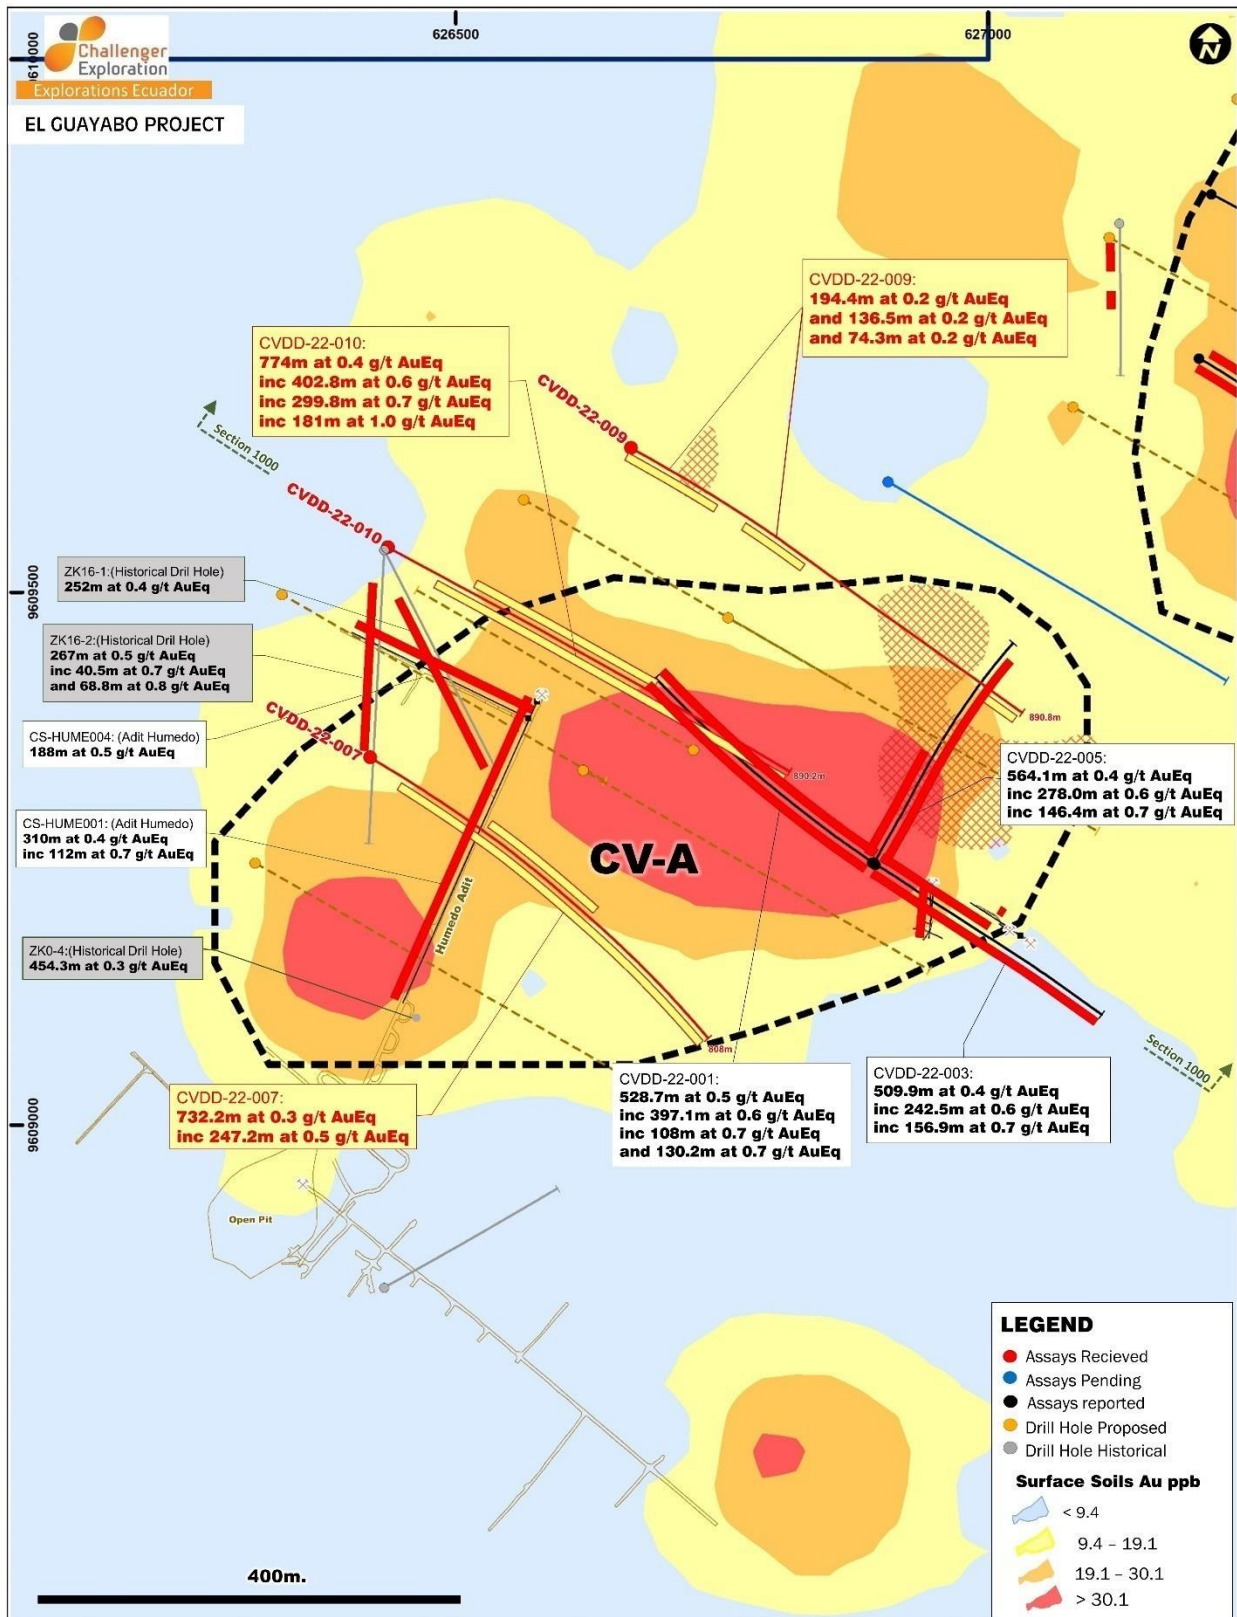 626500
627000
9610000
N
Challenger
Exploration
Explorations Ecuador
EL GUAYABO PROJECT
CVDD-22-009:
194.4m at 0.2 g/t AuEq
and 136.5m at 0.2 g/t AuEq
and 74.3m at 0.2 g/t AuEq
CVDD-22-010:
774m at 0.4 g/t AuEq
inc 402.8m at 0.6 g/t AuEq
inc 299.8m at 0.7 g/t AuEq
inc 181m at 1.0 g/t AuEq
CVDD-22-009
Section 1000
CVDD-22-010
9609500
ZK16-1:(Historical Dril Hole)
252m at 0.4 g/t AuEq
ZK16-2:(Historical Dril Hole)
267m at 0.5 g/t AuEq
inc 40.5m at 0.7 g/t AuEq
and 68.8m at 0.8 g/t AuEq
CS-HUME004: (Adit Humedo)
188m at 0.5 g/t AuEq
CVDD-22-007
890.8m
890.2m
CVDD-22-005:
564.1m at 0.4 g/t AuEq
inc 278.0m at 0.6 g/t AuEq
inc 146.4m at 0.7 g/t AuEq
CS-HUME001: (Adit Humedo)
310m at 0.4 g/t AuEq
inc 112m at 0.7 g/t AuEq
CV-A
Humedo Adit
ZK0-4:(Historical Dril Hole)
454.3m at 0.3 g/t AuEq
808m
Section 1000
CVDD-22-007:
732.2m at 0.3 g/t AuEq
inc 247.2m at 0.5 g/t AuEq
CVDD-22-001:
528.7m at 0.5 g/t AuEq
inc 397.1m at 0.6 g/t AuEq
inc 108m at 0.7 g/t AuEq
and 130.2m at 0.7 g/t AuEq
CVDD-22-003:
509.9m at 0.4 g/t AuEq
inc 242.5m at 0.6 g/t AuEq
inc 156.9m at 0.7 g/t AuEq
9609000
Open Pit
LEGEND
Assays Recieved
Assays Pending
Assays reported
Drill Hole Proposed
Drill Hole Historical
Surface Soils Au ppb
< 9.4
9.4 – 19.1
19.1 – 30.1
> 30.1
400m.